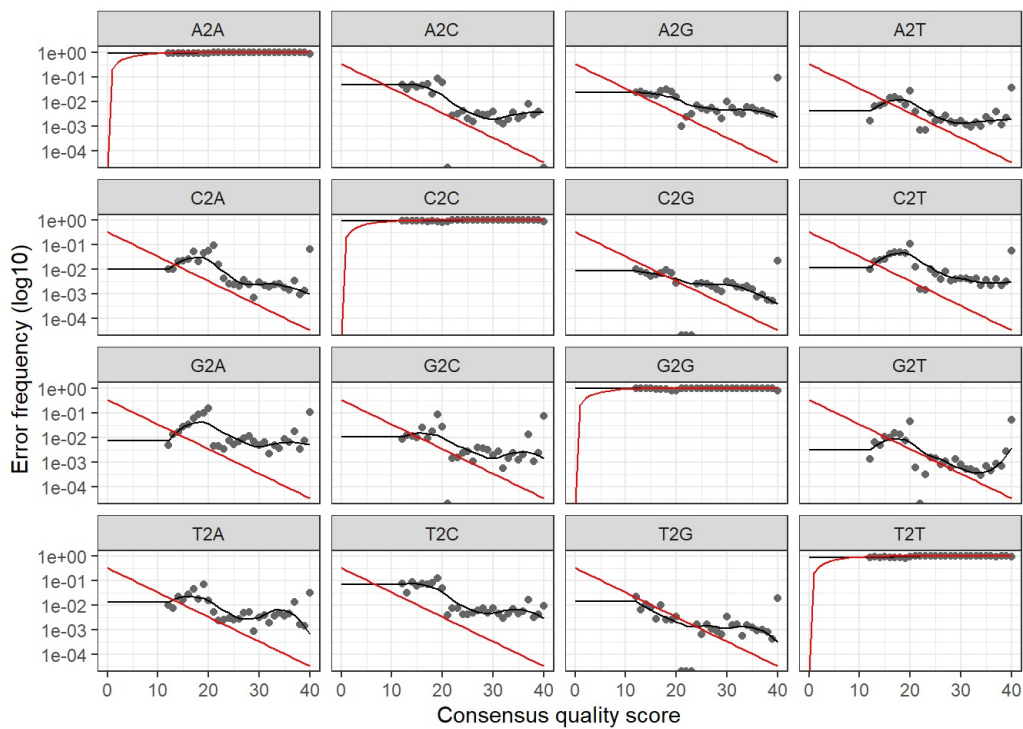 A2A A2C A2G A2T
1e+00
1e-01
1e-02
1e-03
1e-04
C2A C2C C2G C2T
1e+00
1e-01
1e-02
1e-03
1e-04
G2A G2C G2G G2T
1e+00
1e-01
1e-02
1e-03
1e-04
T2A T2C T2G T2T
1e+00
1e-01
1e-02
1e-03
1e-04
0 10 20 30 40 0 10 20 30 40 0 10 20 30 40 0 10 20 30 40
Consensus quality score
Error frequency (log10)